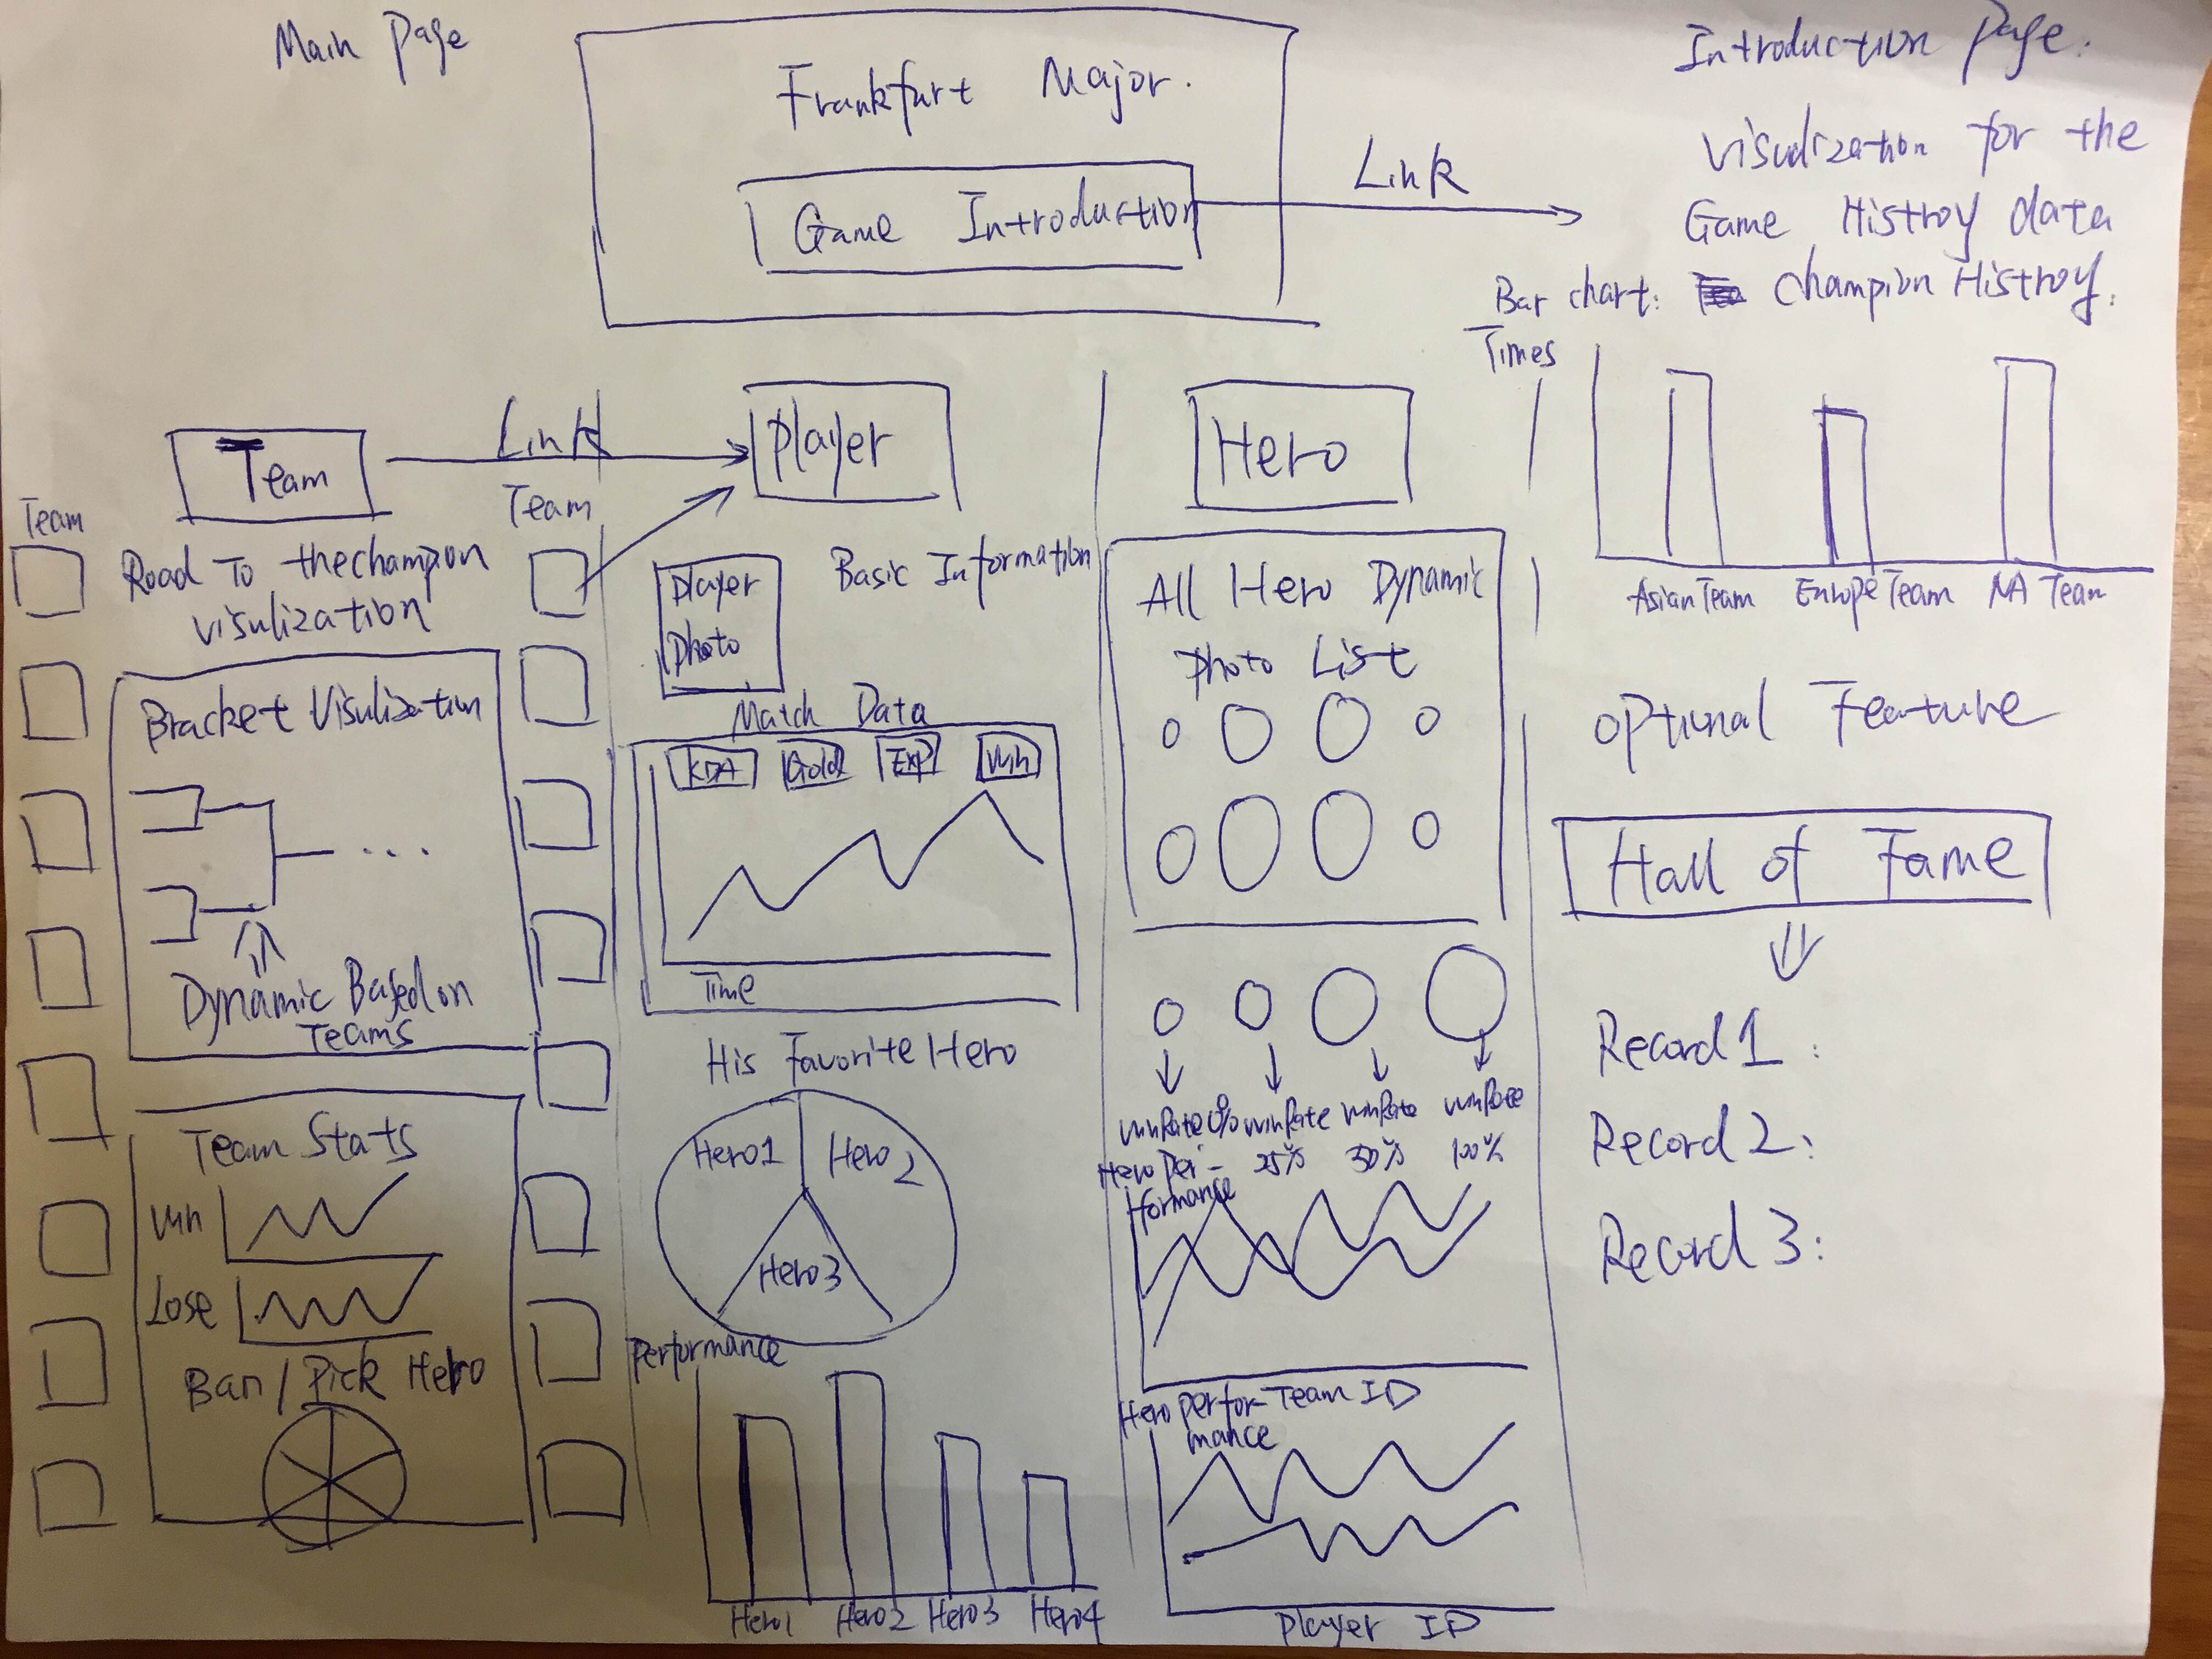 Main Page
Frankfurt Major.
Game Introduction
Link
Introduction Page:
Visulization for the
Game Histroy data
Bar chart: Champion Histroy.
Times
Asian Team Europe Team NA Team
Optional Feature
Hall of Fame
Record 1:
Record 2:
Record 3:
Team
Link
Team
Team
Road To the champion
visulization
Bracket Visulization
...
Dynamic Based on
Teams
Team Stats
Win
Lose
Ban / Pick Hero
Player
Player
Photo
Basic Information
Match Data
KDA Gold EXP Win
Time
His Favorite Hero
Hero1 Hero2
Hero3
Performance
Hero1 Hero2 Hero3 Hero4
Hero
All Hero Dynamic
Photo List
WinRate 0% WinRate WinRate WinRate
25% 50% 100%
Hero Per-
formance
Team ID
Hero perfor-
mance
Player ID